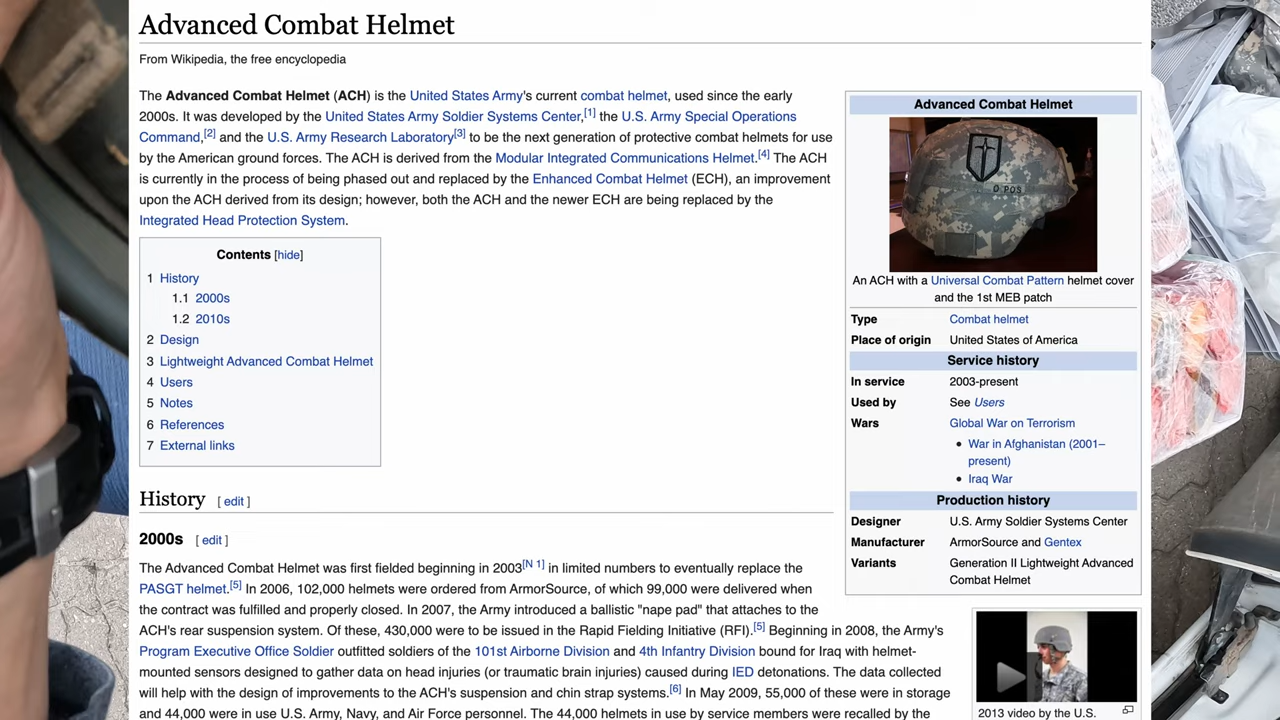 Advanced Combat Helmet
From Wikipedia, the free encyclopedia
The Advanced Combat Helmet (ACH) is the United States Army's current combat helmet, used since the early
2000s. It was developed by the United States Army Soldier Systems Center,[1] the U.S. Army Special Operations
Command,[2] and the U.S. Army Research Laboratory[3] to be the next generation of protective combat helmets for use
by the American ground forces. The ACH is derived from the Modular Integrated Communications Helmet.[4] The ACH
is currently in the process of being phased out and replaced by the Enhanced Combat Helmet (ECH), an improvement
upon the ACH derived from its design; however, both the ACH and the newer ECH are being replaced by the
Integrated Head Protection System.
Contents [hide]
1 History
1.1 2000s
1.2 2010s
2 Design
3 Lightweight Advanced Combat Helmet
4 Users
5 Notes
6 References
7 External links
History [ edit ]
2000s [ edit ]
The Advanced Combat Helmet was first fielded beginning in 2003[N 1] in limited numbers to eventually replace the
PASGT helmet.[5] In 2006, 102,000 helmets were ordered from ArmorSource, of which 99,000 were delivered when
the contract was fulfilled and properly closed. In 2007, the Army introduced a ballistic "nape pad" that attaches to the
ACH's rear suspension system. Of these, 430,000 were to be issued in the Rapid Fielding Initiative (RFI).[5] Beginning in 2008, the Army's
Program Executive Office Soldier outfitted soldiers of the 101st Airborne Division and 4th Infantry Division bound for Iraq with helmet-
mounted sensors designed to gather data on head injuries (or traumatic brain injuries) caused during IED detonations. The data collected
will help with the design of improvements to the ACH's suspension and chin strap systems.[6] In May 2009, 55,000 of these were in storage
and 44,000 were in use U.S. Army, Navy, and Air Force personnel. The 44,000 helmets in use by service members were recalled by the
Advanced Combat Helmet
O POS
An ACH with a Universal Combat Pattern helmet cover
and the 1st MEB patch
Type Combat helmet
Place of origin United States of America
Service history
In service 2003-present
Used by See Users
Wars Global War on Terrorism
• War in Afghanistan (2001–
present)
• Iraq War
Production history
Designer U.S. Army Soldier Systems Center
Manufacturer ArmorSource and Gentex
Variants Generation II Lightweight Advanced
Combat Helmet
2013 video by the U.S.